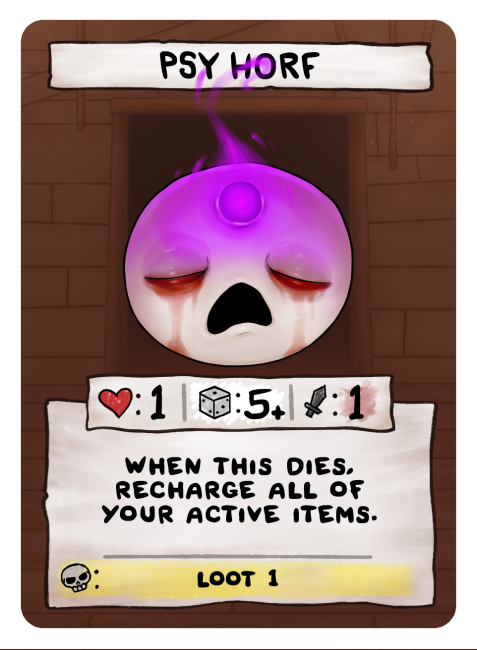 PSY HORF
:1 :5+ :1
WHEN THIS DIES,
RECHARGE ALL OF
YOUR ACTIVE ITEMS.
: LOOT 1